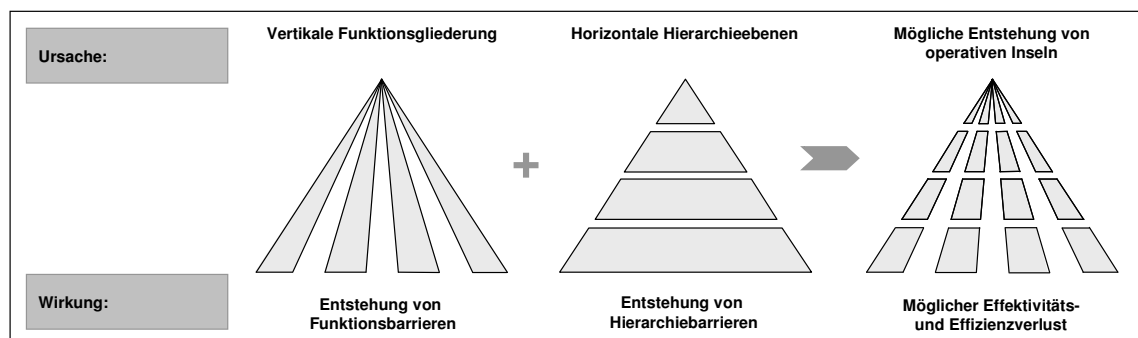 Ursache:
Vertikale Funktionsgliederung
Horizontale Hierarchieebenen
Mögliche Entstehung von
operativen Inseln
Wirkung:
Entstehung von
Funktionsbarrieren
Entstehung von
Hierarchiebarrieren
Möglicher Effektivitäts-
und Effizienzverlust